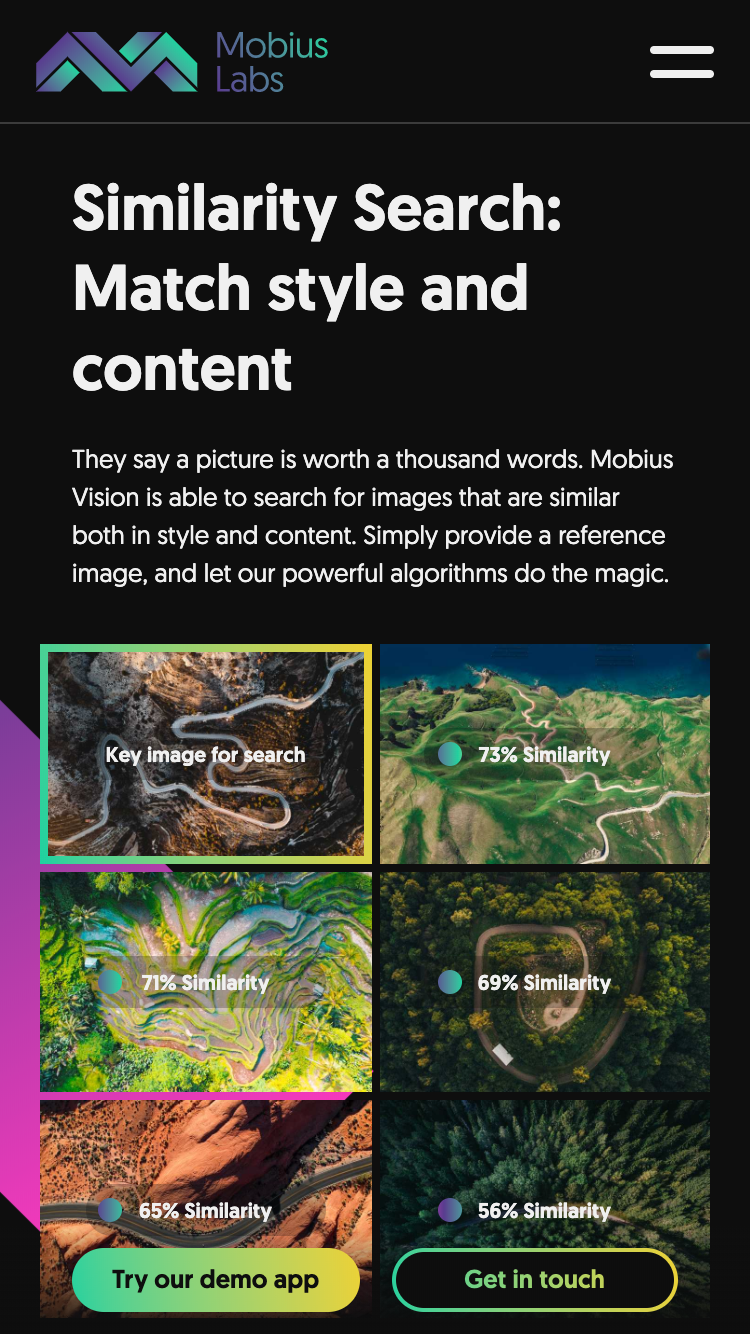 Mobius
Labs
Similarity Search:
Match style and
content
They say a picture is worth a thousand words. Mobius
Vision is able to search for images that are similar
both in style and content. Simply provide a reference
image, and let our powerful algorithms do the magic.
Key image for search
73% Similarity
71% Similarity
69% Similarity
65% Similarity
56% Similarity
Try our demo app
Get in touch